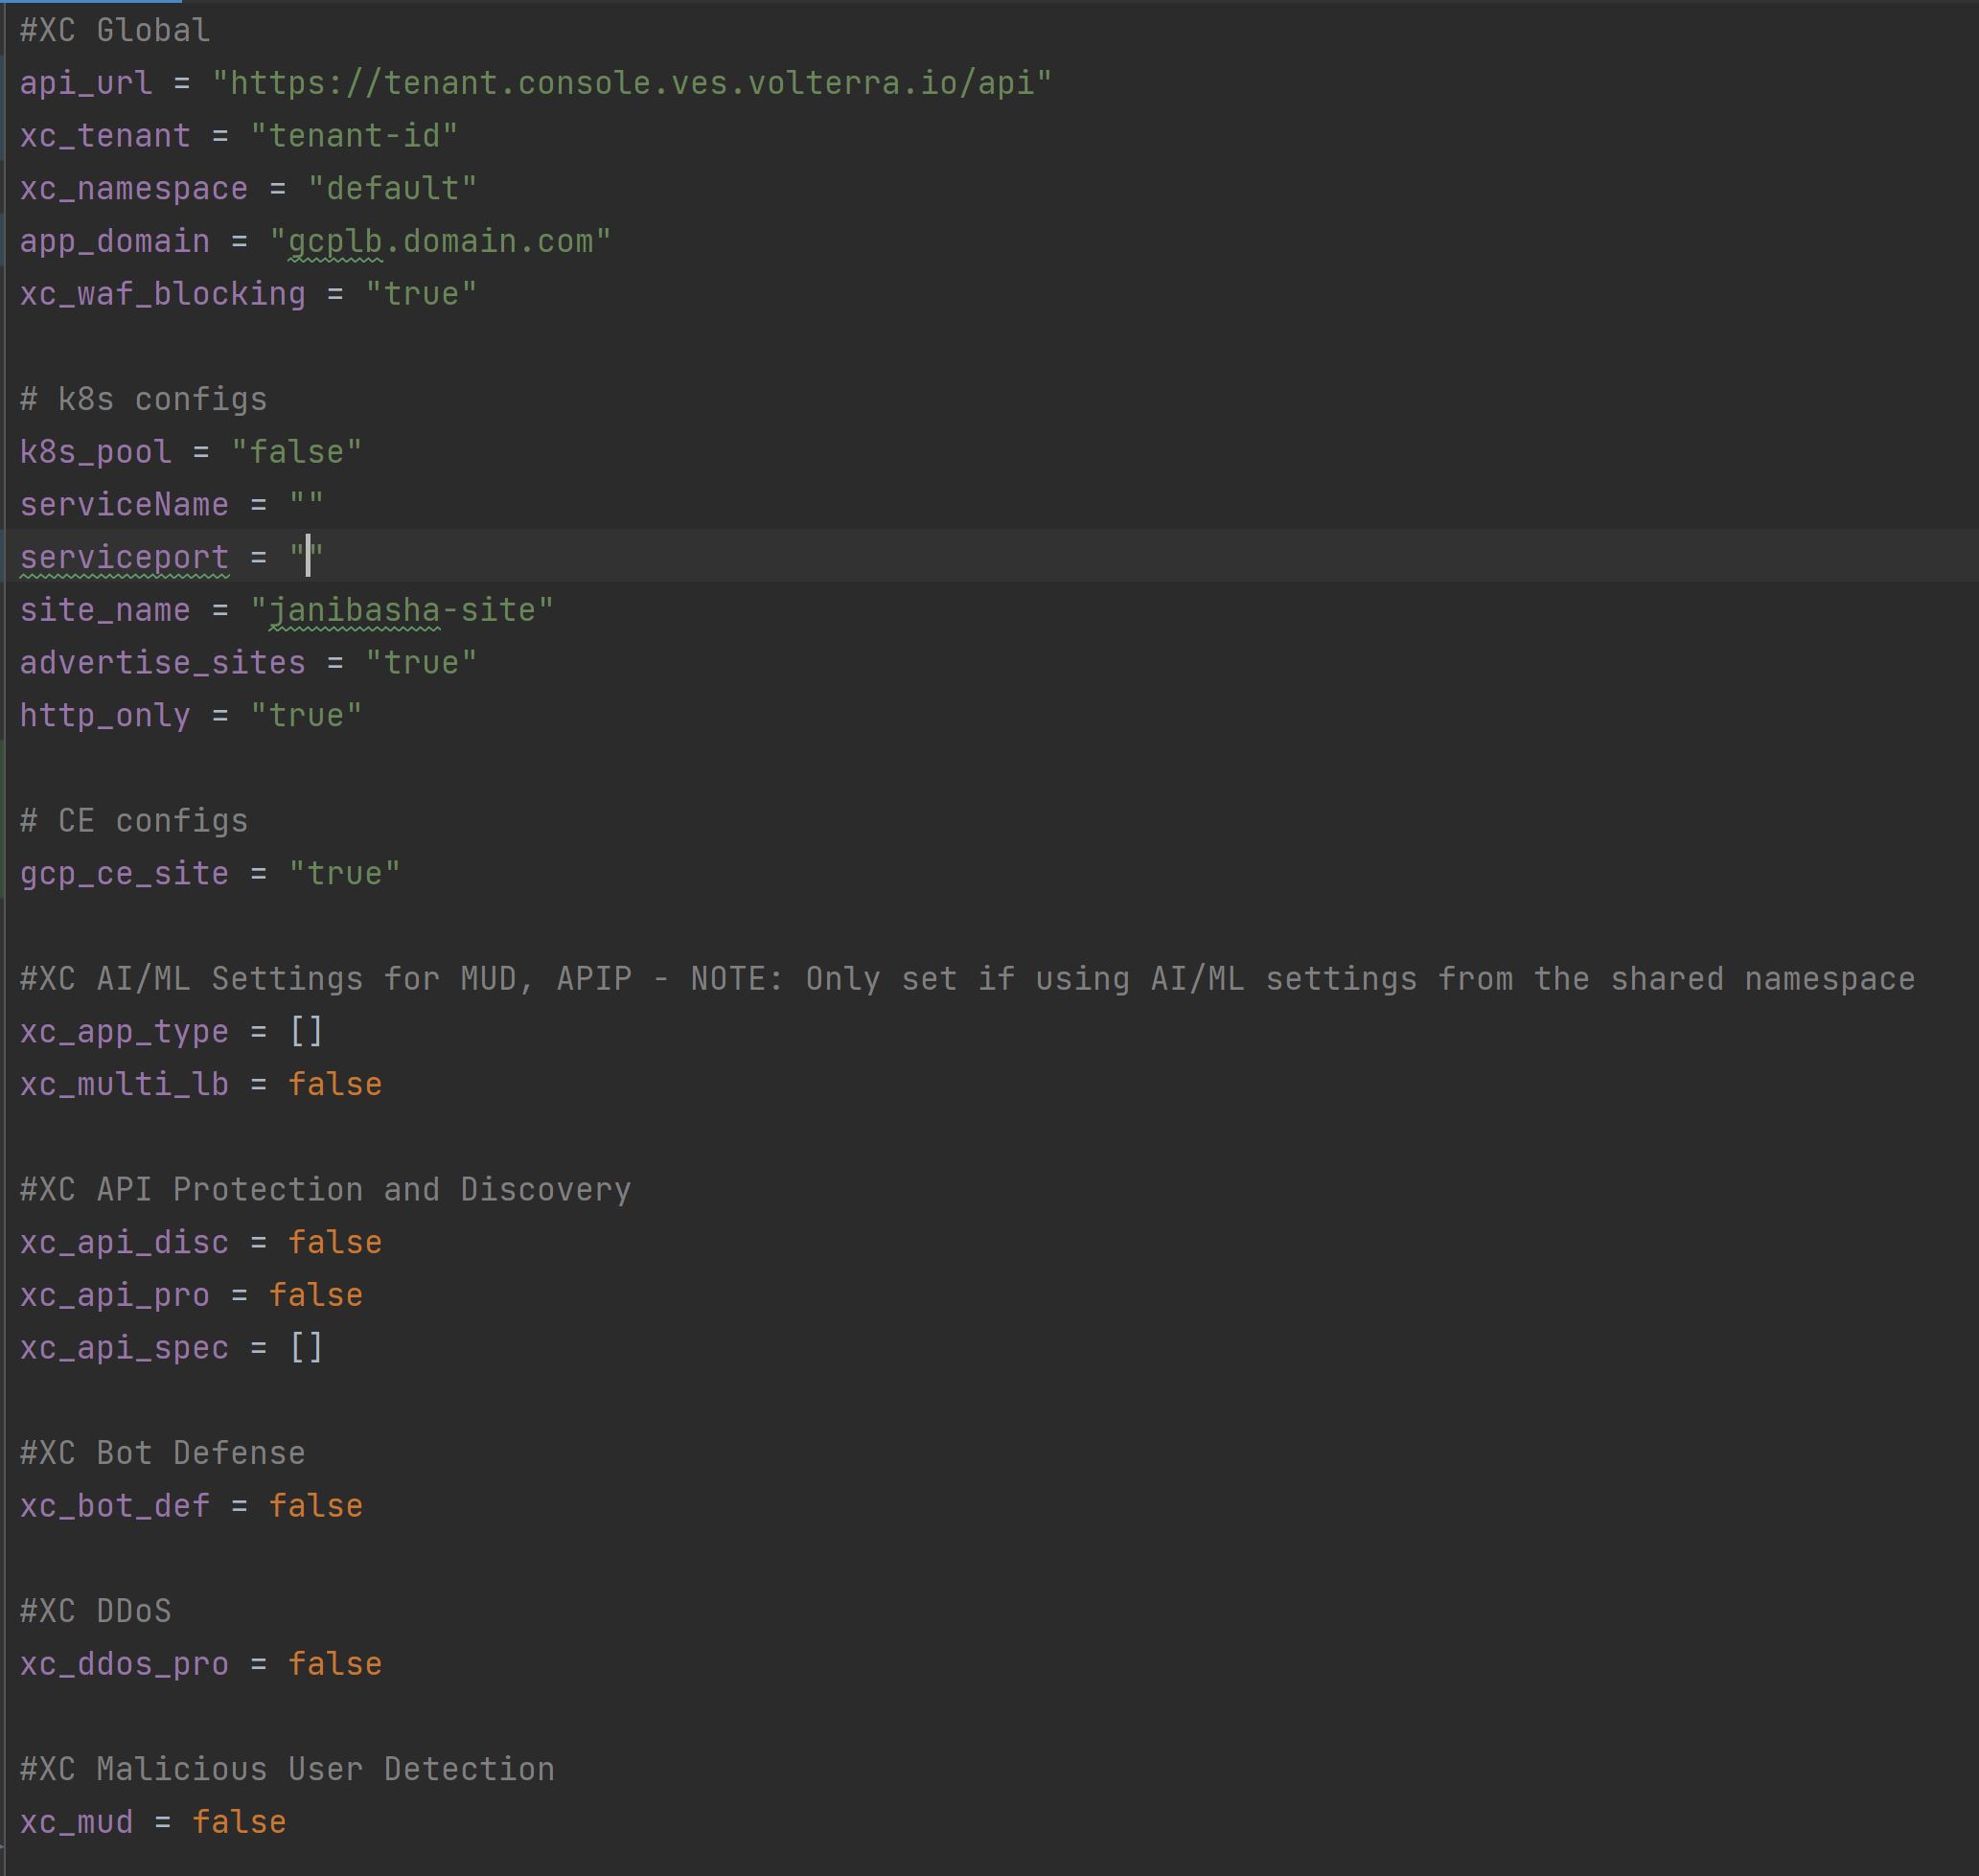 #XC Global
api_url = "https://tenant.console.ves.volterra.io/api"
xc_tenant = "tenant-id"
xc_namespace = "default"
app_domain = "gcplb.domain.com"
xc_waf_blocking = "true"
# k8s configs
k8s_pool = "false"
serviceName = ""
serviceport = ""
site_name = "janibasha-site"
advertise_sites = "true"
http_only = "true"
# CE configs
gcp_ce_site = "true"
#XC AI/ML Settings for MUD, APIP - NOTE: Only set if using AI/ML settings from the shared namespace
xc_app_type = []
xc_multi_lb = false
#XC API Protection and Discovery
xc_api_disc = false
xc_api_pro = false
xc_api_spec = []
#XC Bot Defense
xc_bot_def = false
#XC DDoS
xc_ddos_pro = false
#XC Malicious User Detection
xc_mud = false